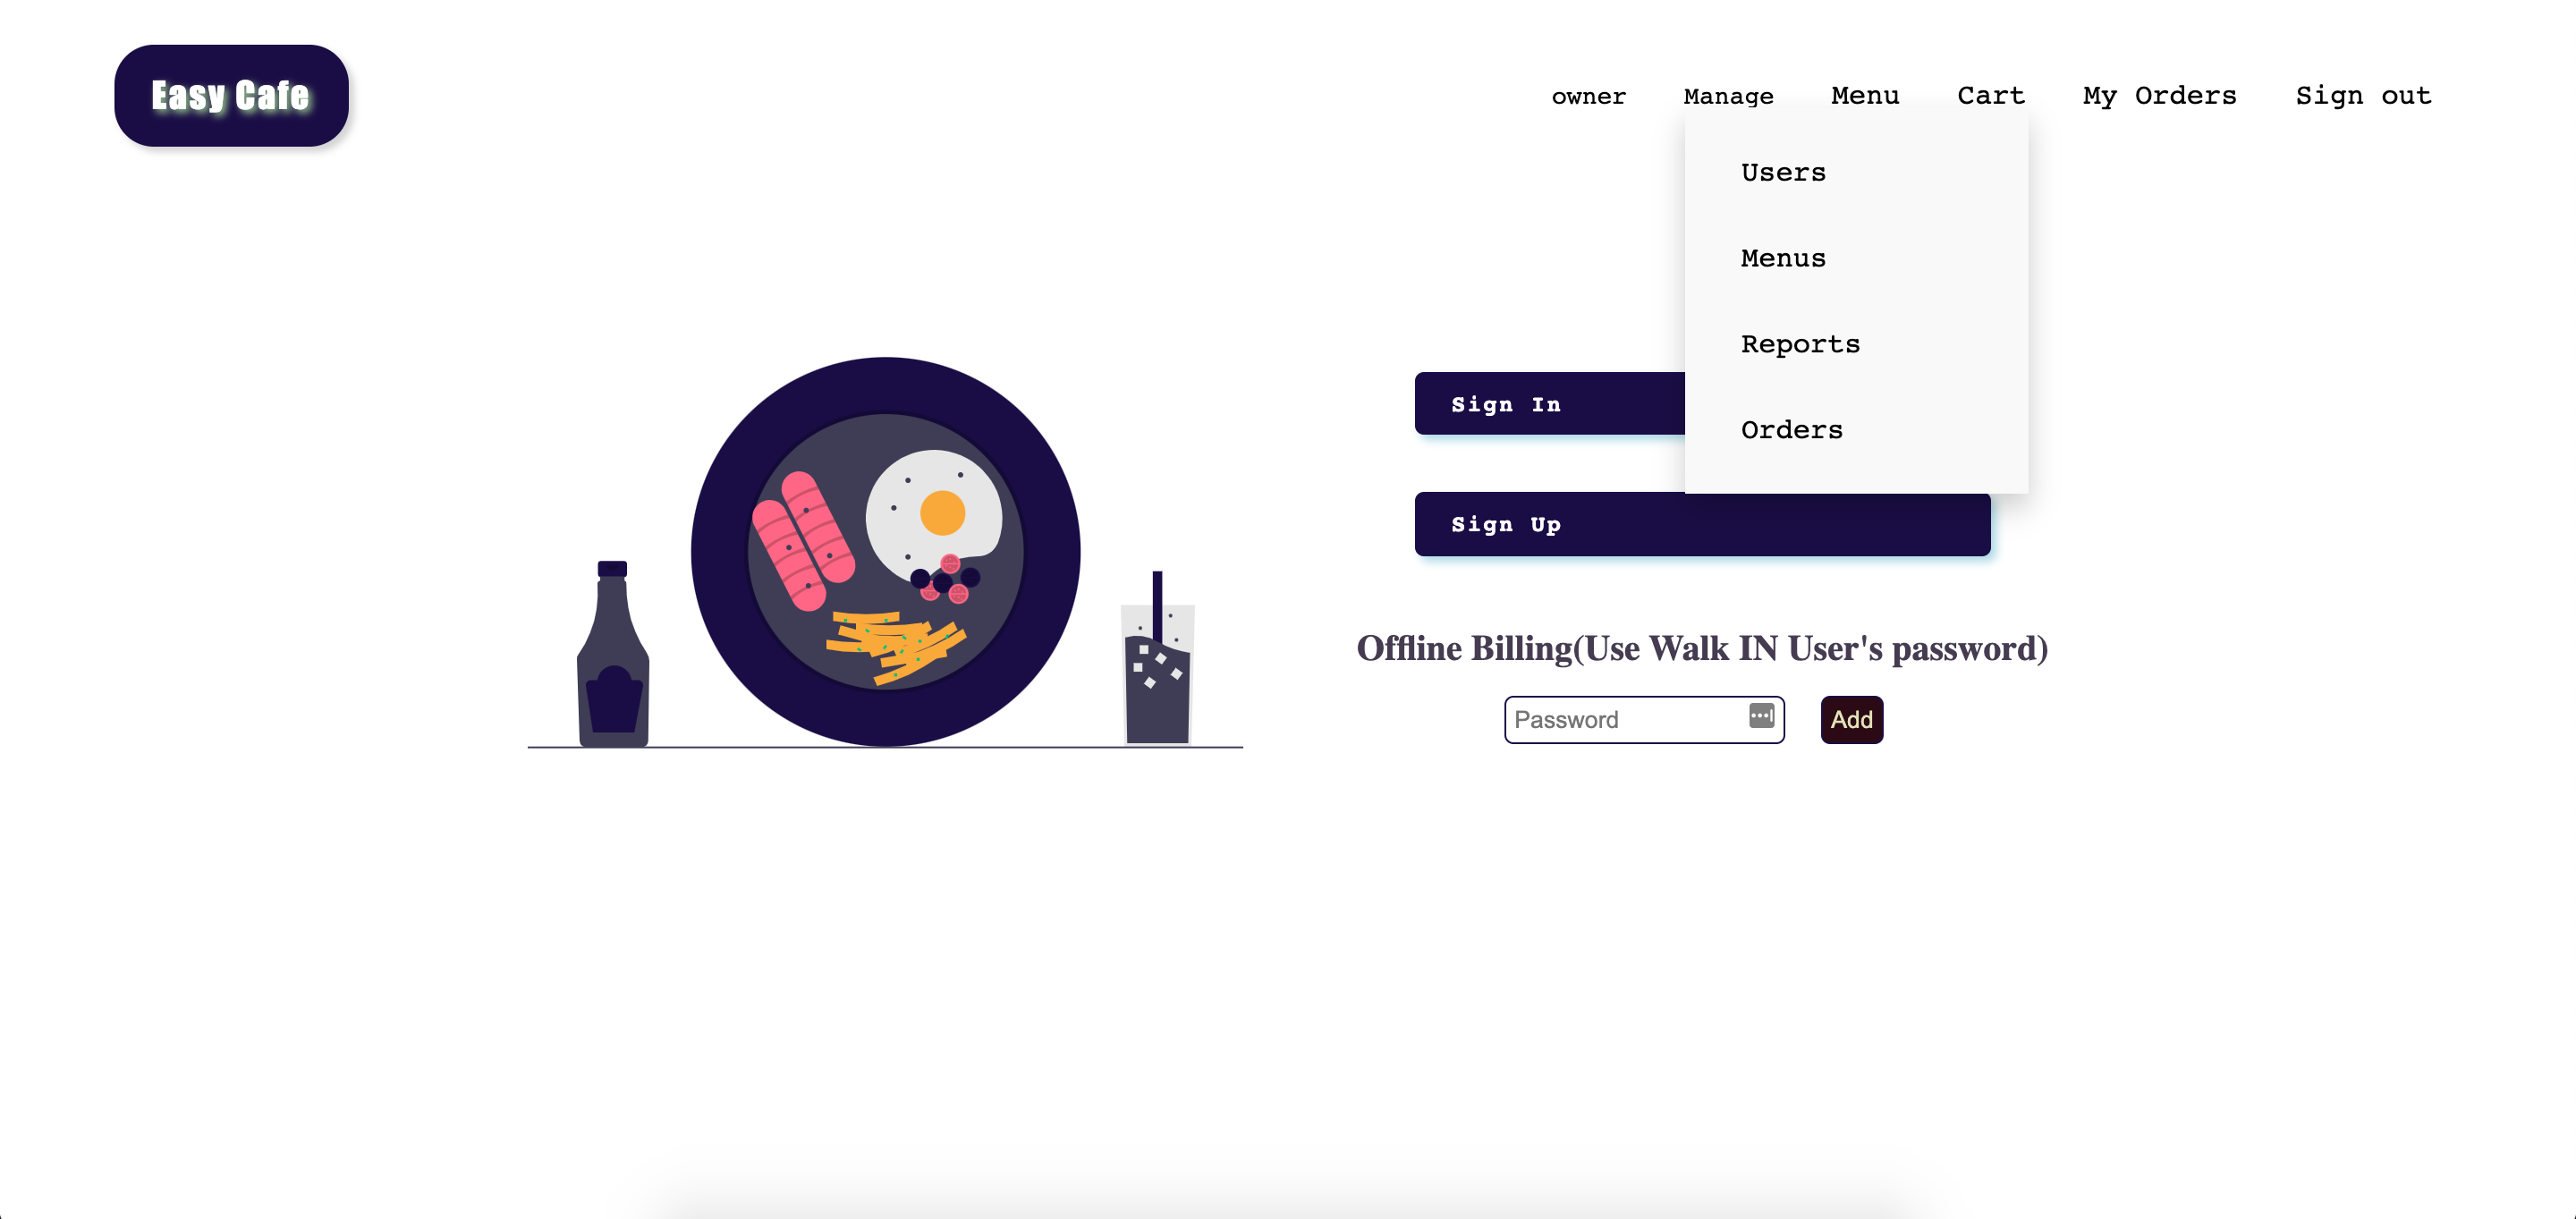 Easy Cafe
owner Manage Menu Cart My Orders Sign out
Users
Menus
Reports
Orders
Sign In
Sign Up
Offline Billing(Use Walk IN User's password)
Password Add